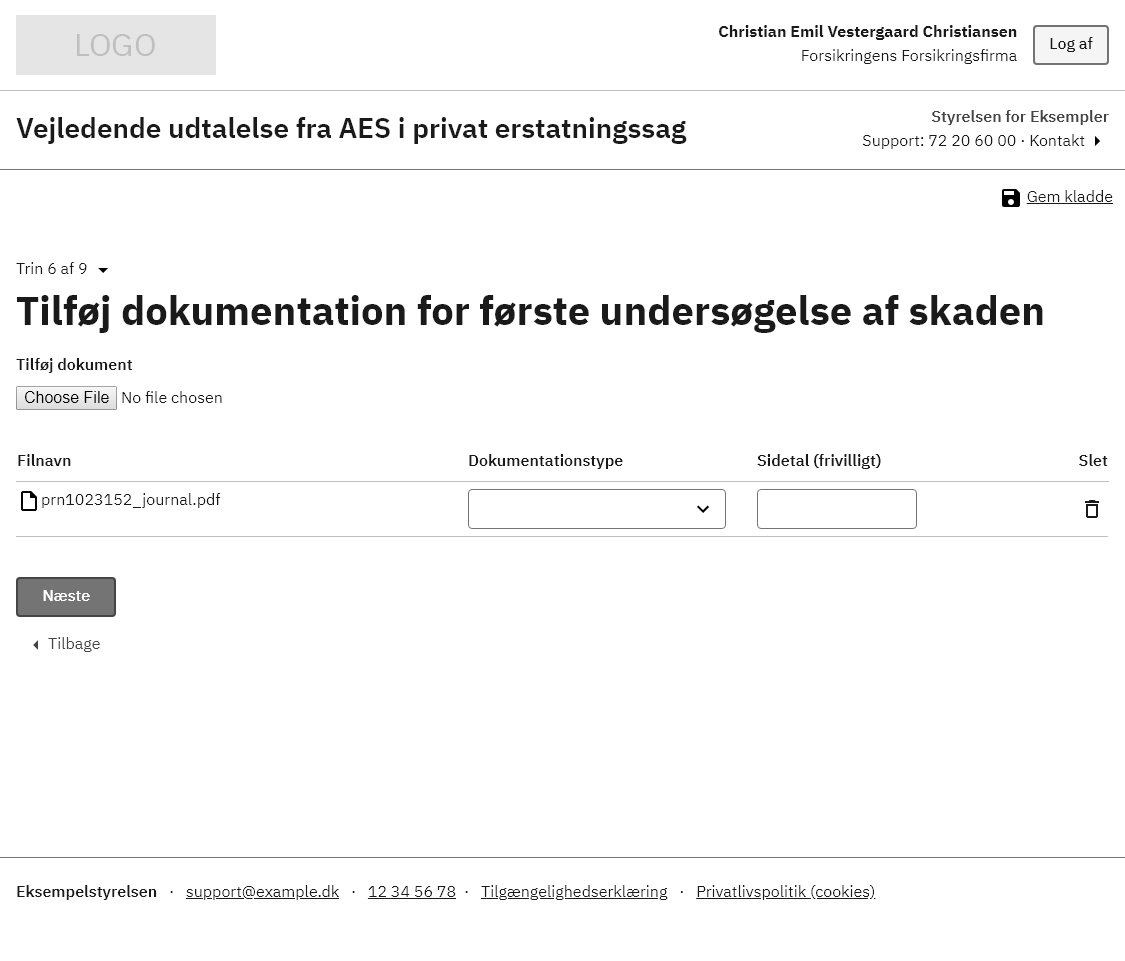 LOGO
Christian Emil Vestergaard Christiansen
Forsikringens Forsikringsfirma
Log af
Vejledende udtalelse fra AES i privat erstatningssag
Styrelsen for Eksempler
Support: 72 20 60 00 · Kontakt
Gem kladde
Trin 6 af 9
Tilføj dokumentation for første undersøgelse af skaden
Tilføj dokument
Choose File No file chosen
Filnavn Dokumentationstype Sidetal (frivilligt) Slet
prn1023152_journal.pdf
Næste
Tilbage
Eksempelstyrelsen · support@example.dk · 12 34 56 78 · Tilgængelighedserklæring · Privatlivspolitik (cookies)